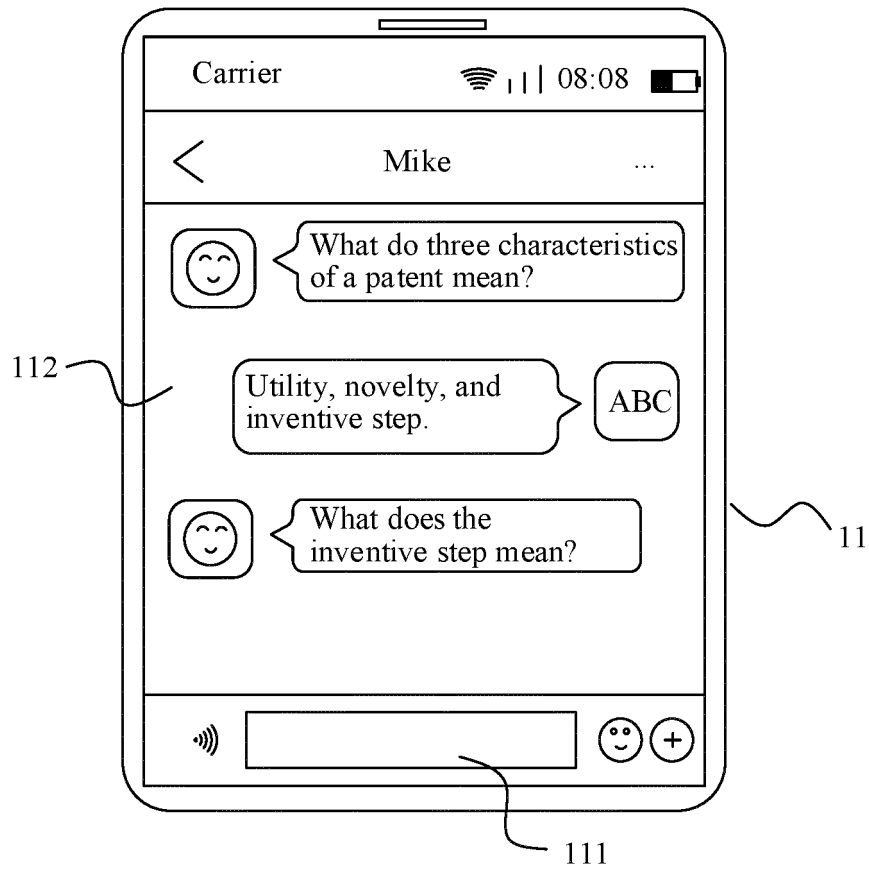 Carrier 08:08
Mike ...
What do three characteristics
of a patent mean?
112
Utility, novelty, and
inventive step.
ABC
What does the
inventive step mean?
11
111